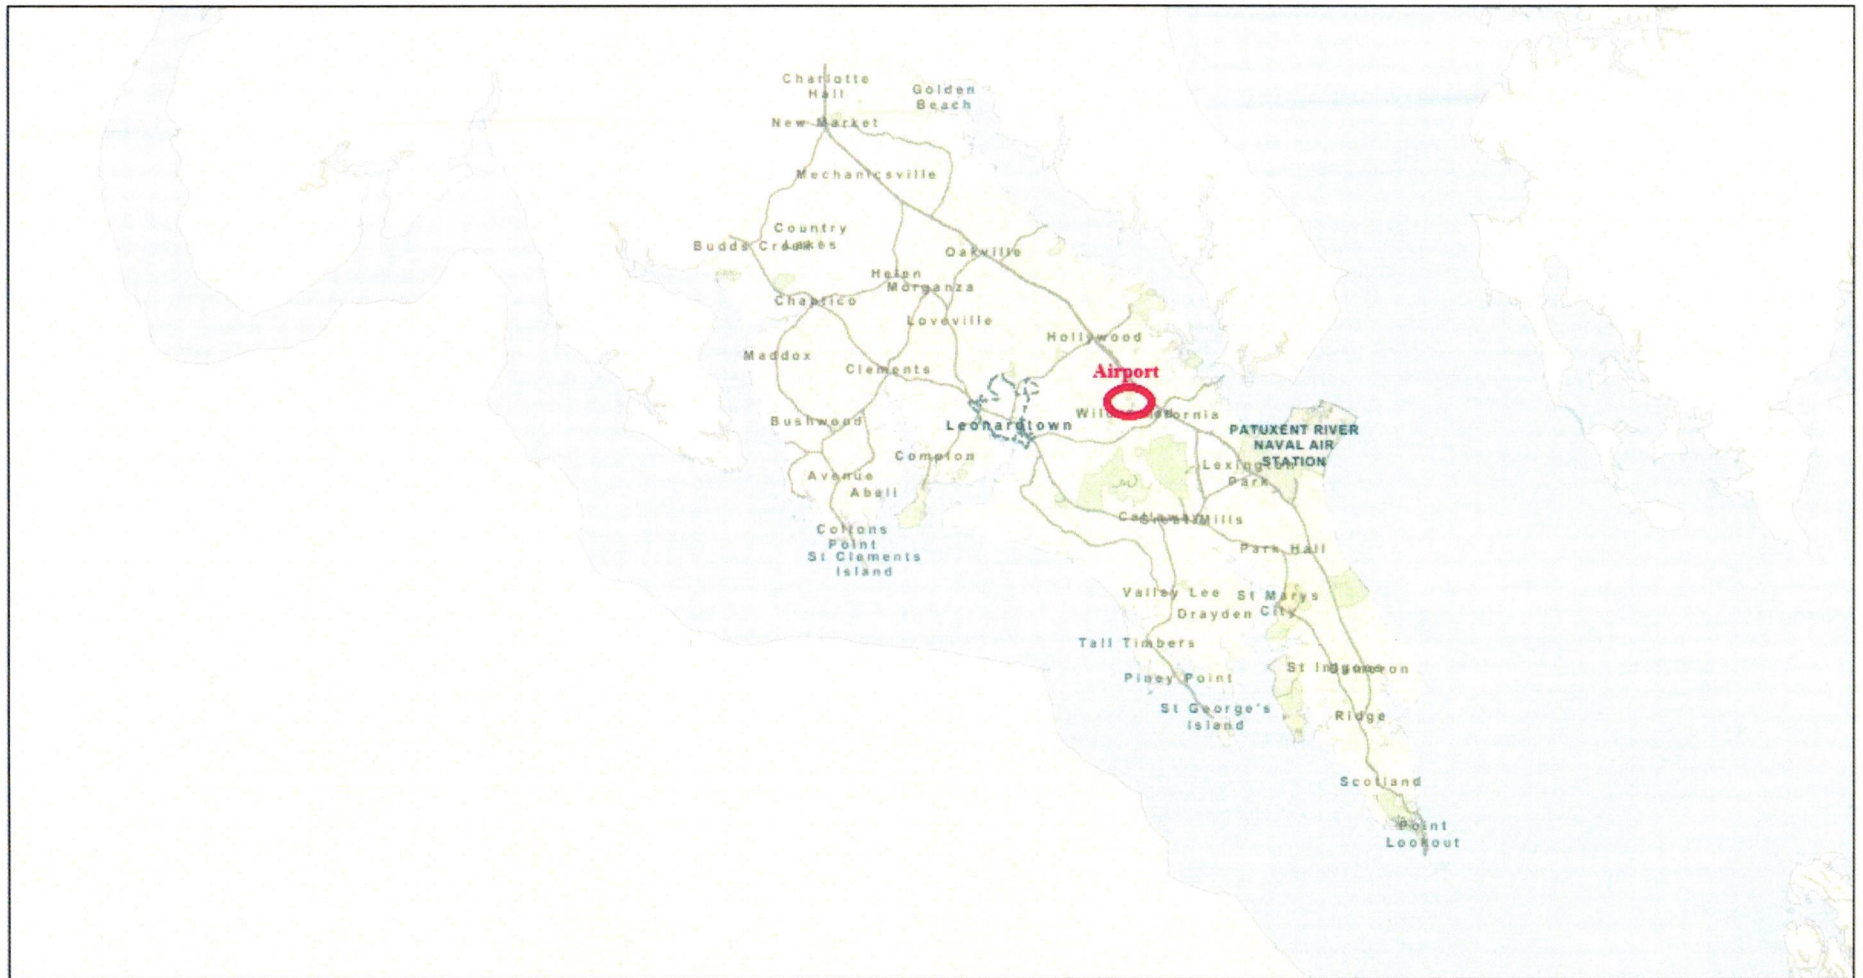 Charlotte
Hall
Golden
Beach
New Market
Mechanicsville
Country
Lakes
Budds Creek
Oakville
Helen
Morganza
Chaptico
Loveville
Hollywood
Maddox
Clements
Airport
Bushwood
Leonardtown
PATUXENT RIVER
NAVAL AIR
STATION
Compton
Lexington
Park
Avenue
Abell
Callaway
Great Mills
Coltons
Point
St Clements
Island
Park Hall
Valley Lee
St Marys
City
Drayden
Tall Timbers
Piney Point
St George's
Island
Ridge
Scotland
Point
Lookout